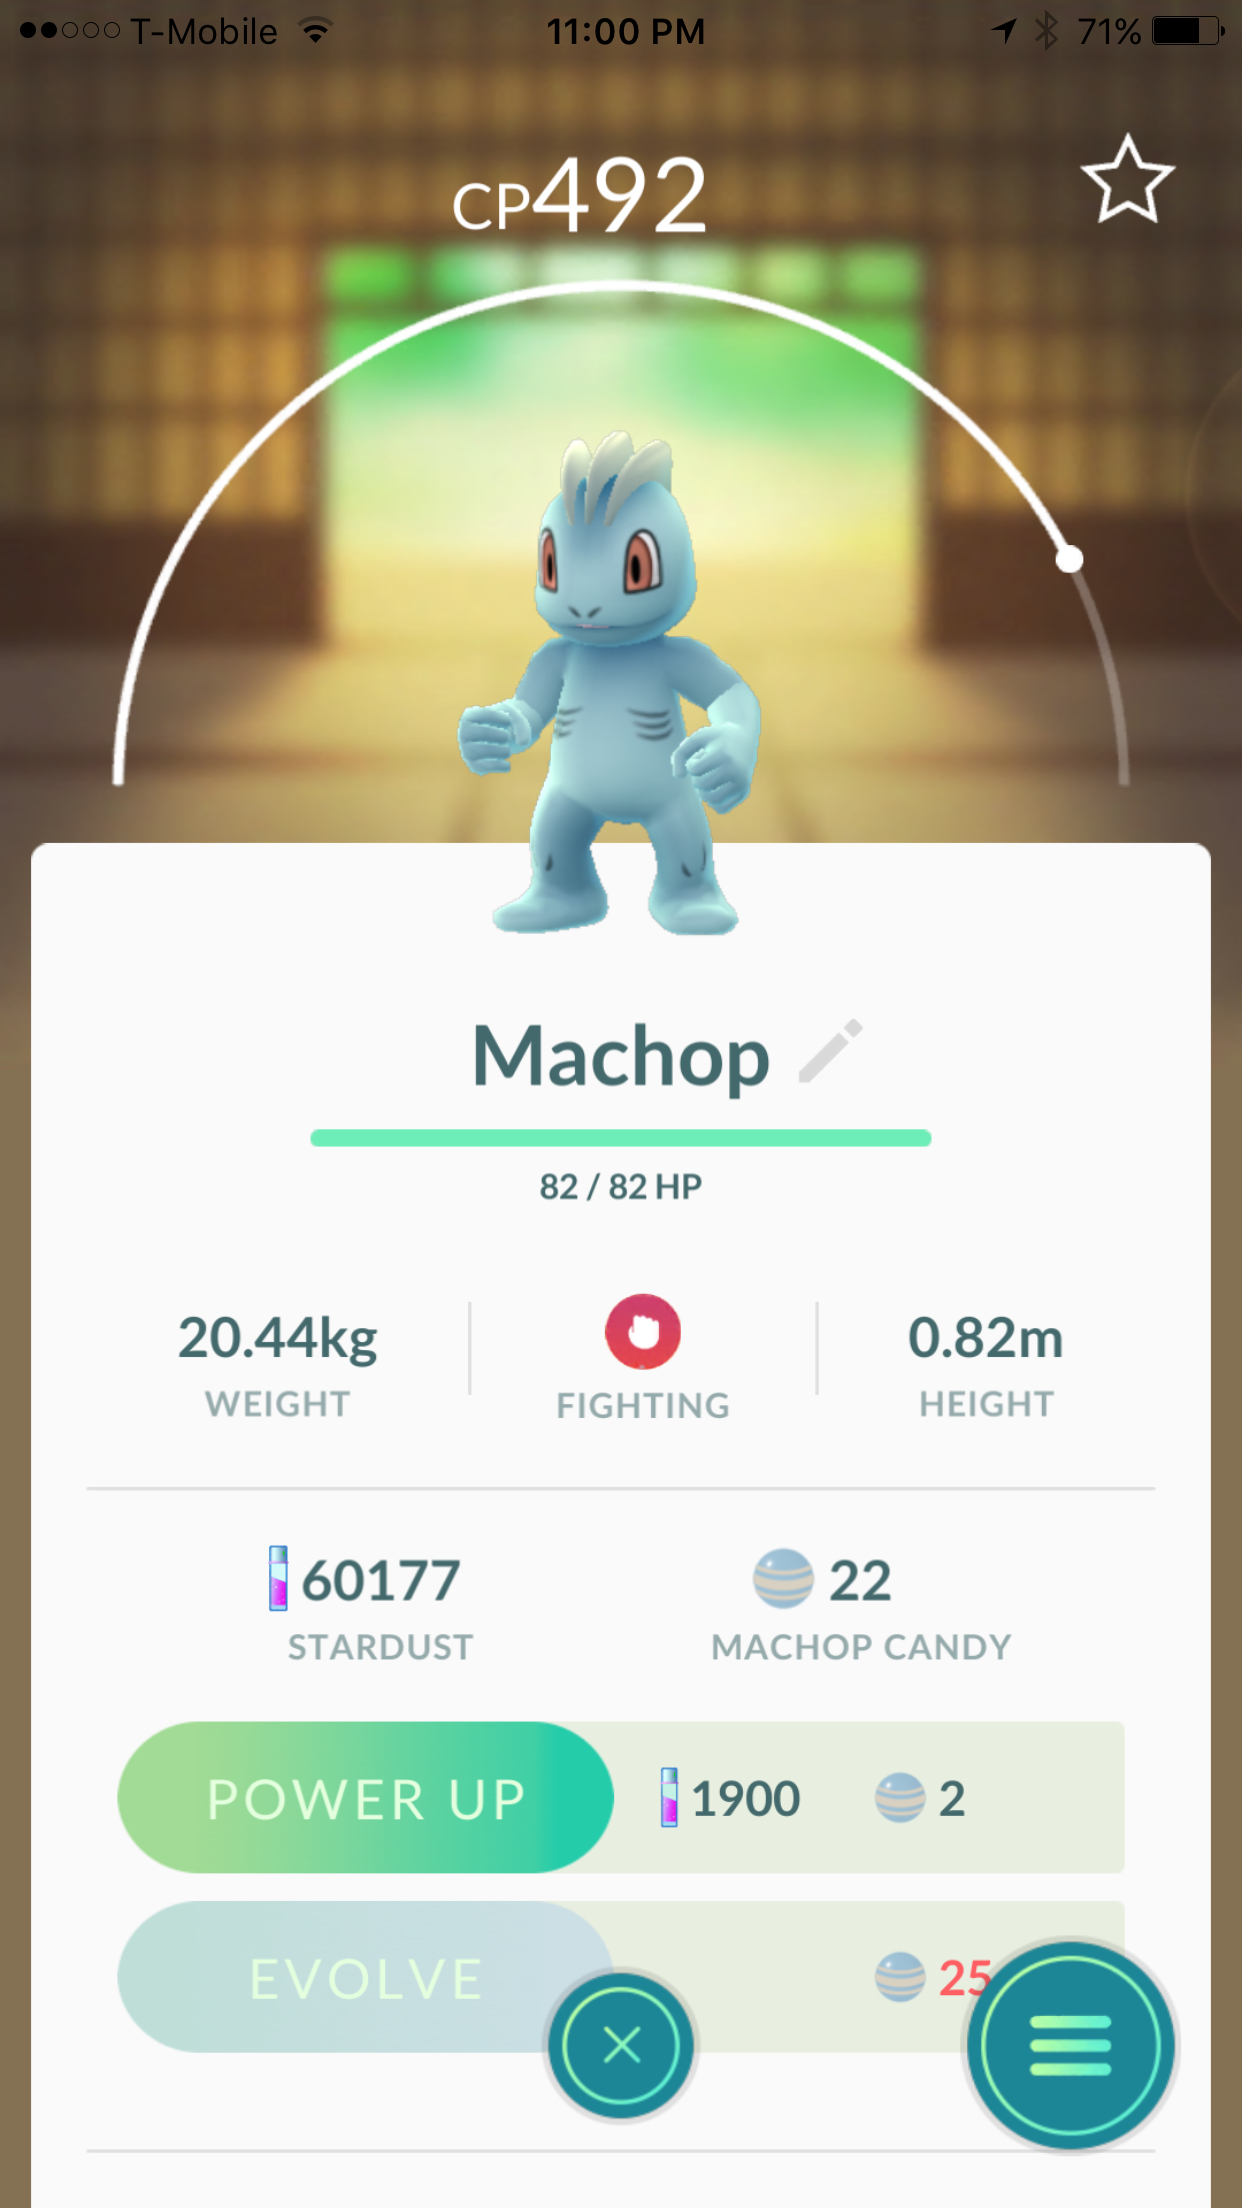 T-Mobile 11:00 PM 71%
CP492
Machop
82 / 82 HP
20.44kg 0.82m
WEIGHT FIGHTING HEIGHT
60177 22
STARDUST MACHOP CANDY
POWER UP 1900 2
EVOLVE 25